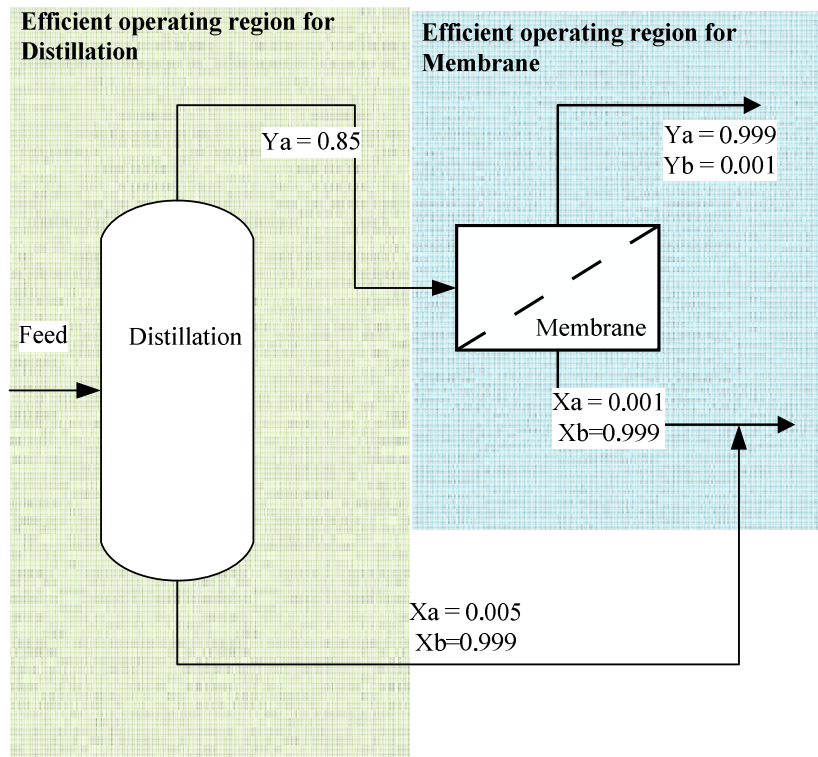 Efficient operating region for
Distillation
Efficient operating region for
Membrane
Ya = 0.85
Ya = 0.999
Yb = 0.001
Feed
Distillation
Membrane
Xa = 0.001
Xb=0.999
Xa = 0.005
Xb=0.999